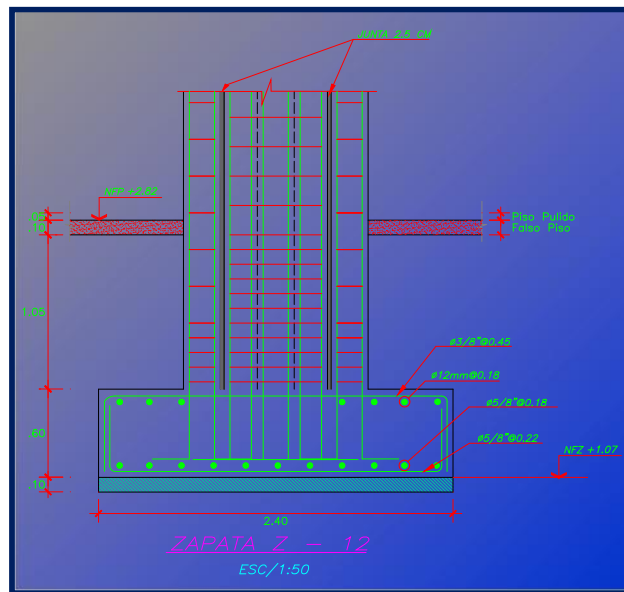 JUNTA 2.5 CM
NFP +2.82
.05
.10
Piso Pulido
Falso Piso
1.05
ø3/8"@0.45
ø12mm@0.18
ø5/8"@0.18
.60
ø5/8"@0.22
NFZ +1.07
.10
2.40
ZAPATA Z - 12
ESC/1:50